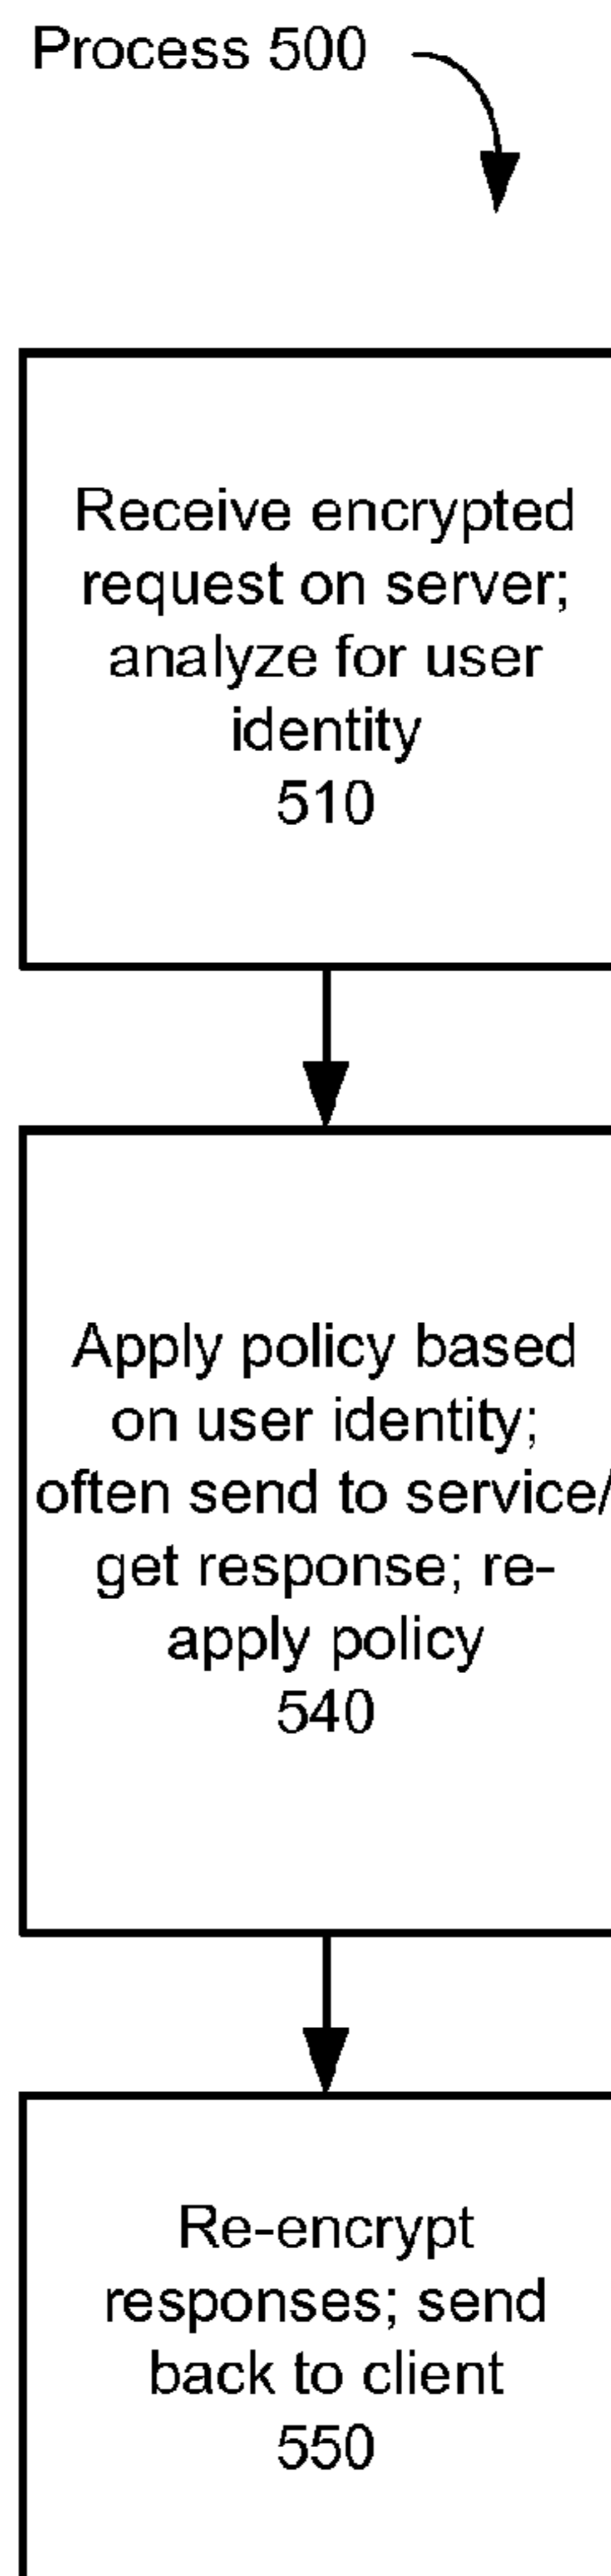 Process 500
Receive encrypted
request on server;
analyze for user
identity
510
Apply policy based
on user identity;
often send to service/
get response; re-
apply policy
540
Re-encrypt
responses; send
back to client
550